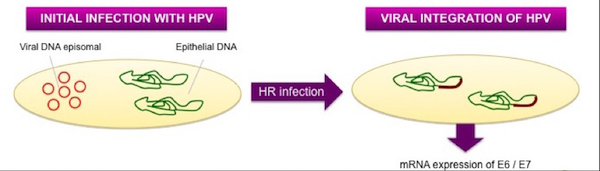 INITIAL INFECTION WITH HPV
VIRAL INTEGRATION OF HPV
Viral DNA episomal
Epithelial DNA
HR infection
mRNA expression of E6 / E7